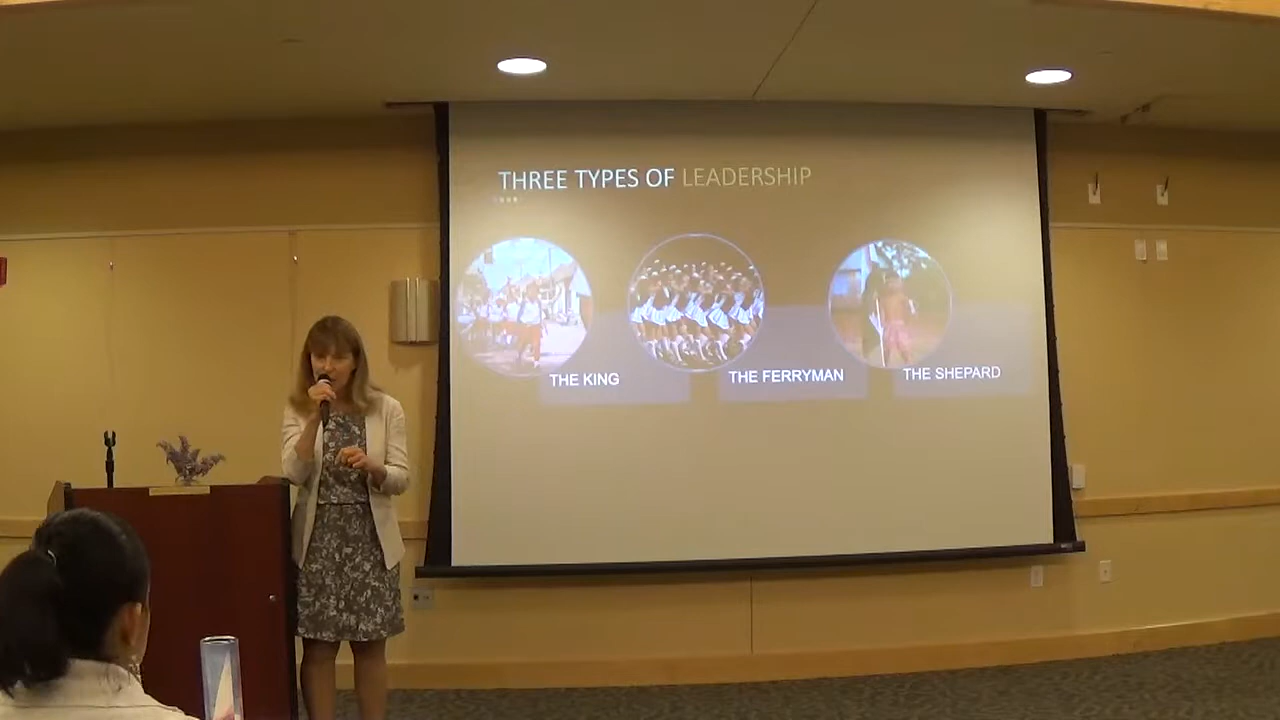 THREE TYPES OF LEADERSHIP
THE KING
THE FERRYMAN
THE SHEPARD